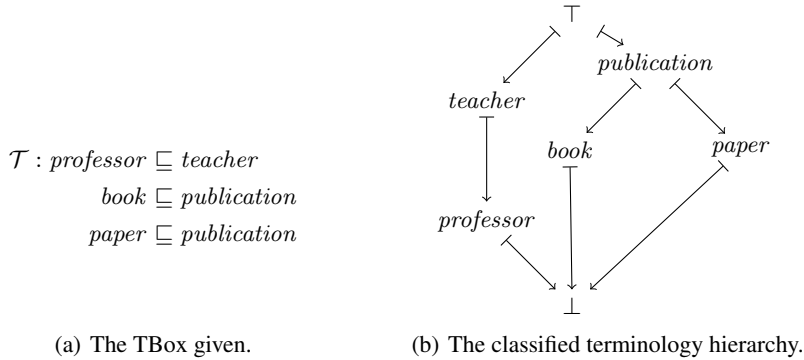 𝒯 : professor ⊑ teacher
book ⊑ publication
paper ⊑ publication
(a) The TBox given.
⊤
publication
teacher
book
paper
professor
⊥
(b) The classified terminology hierarchy.